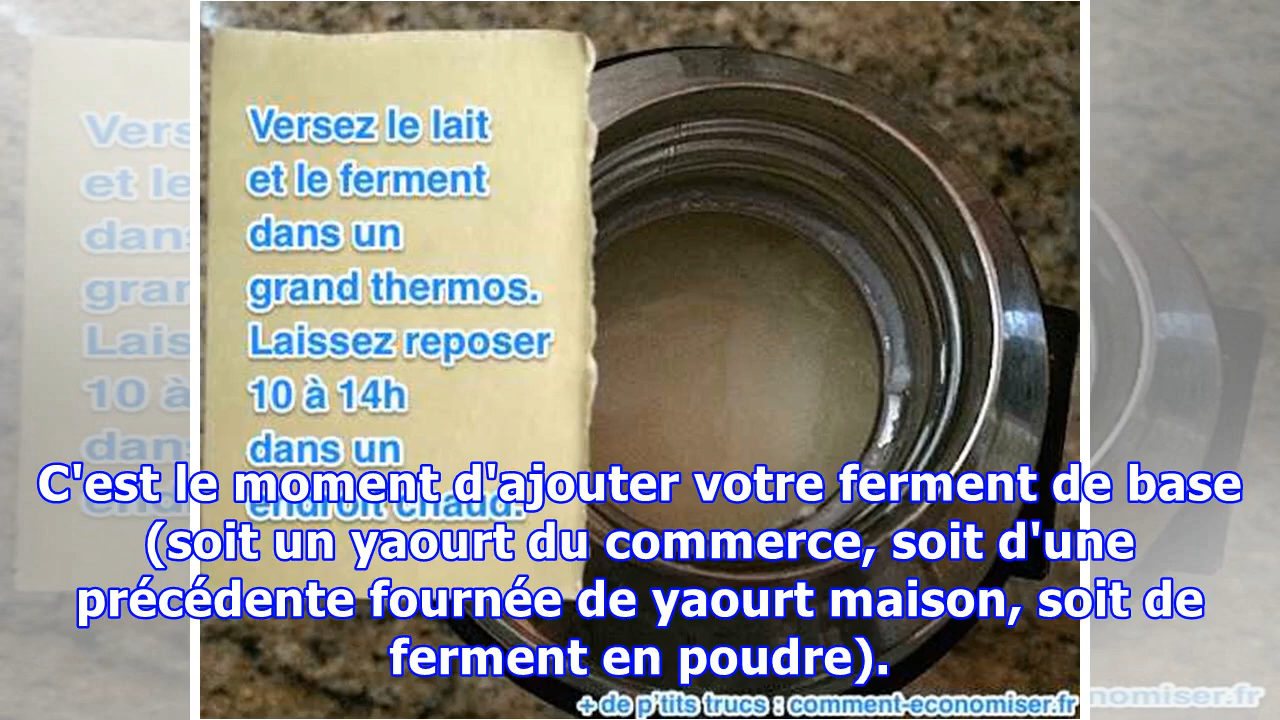 Versez le lait
et le ferment
dans un
grand thermos.
Laissez reposer
10 à 14h
dans un
endroit chaud.
C'est le moment d'ajouter votre ferment de base
(soit un yaourt du commerce, soit d'une
précédente fournée de yaourt maison, soit de
ferment en poudre).
+ de p'tits trucs : comment-economiser.fr